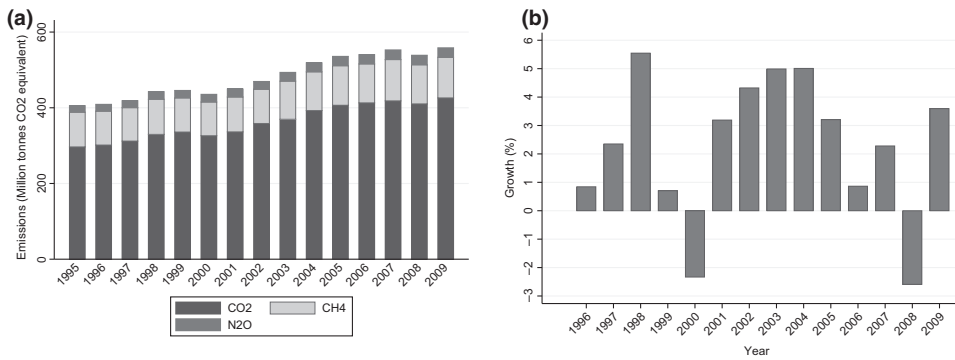 (a)
600
400
200
0
Emissions (Million tonnes CO2 equivalent)
1995 1996 1997 1998 1999 2000 2001 2002 2003 2004 2005 2006 2007 2008 2009
CO2 CH4
N2O
(b)
6
5
4
3
2
1
0
−1
−2
−3
Growth (%)
1996 1997 1998 1999 2000 2001 2002 2003 2004 2005 2006 2007 2008 2009
Year